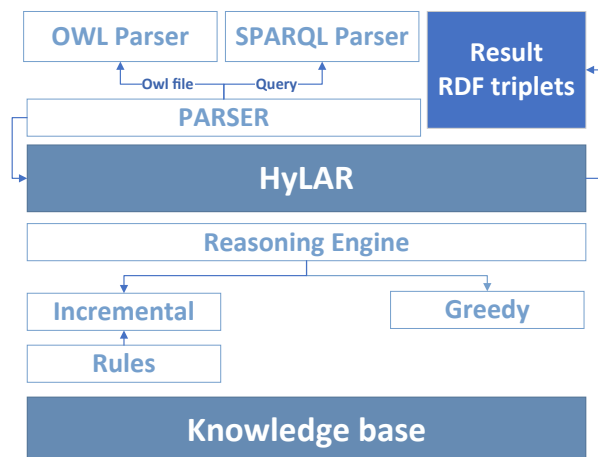 OWL Parser
SPARQL Parser
Result
RDF triplets
Owl file
Query
PARSER
HyLAR
Reasoning Engine
Incremental
Greedy
Rules
Knowledge base